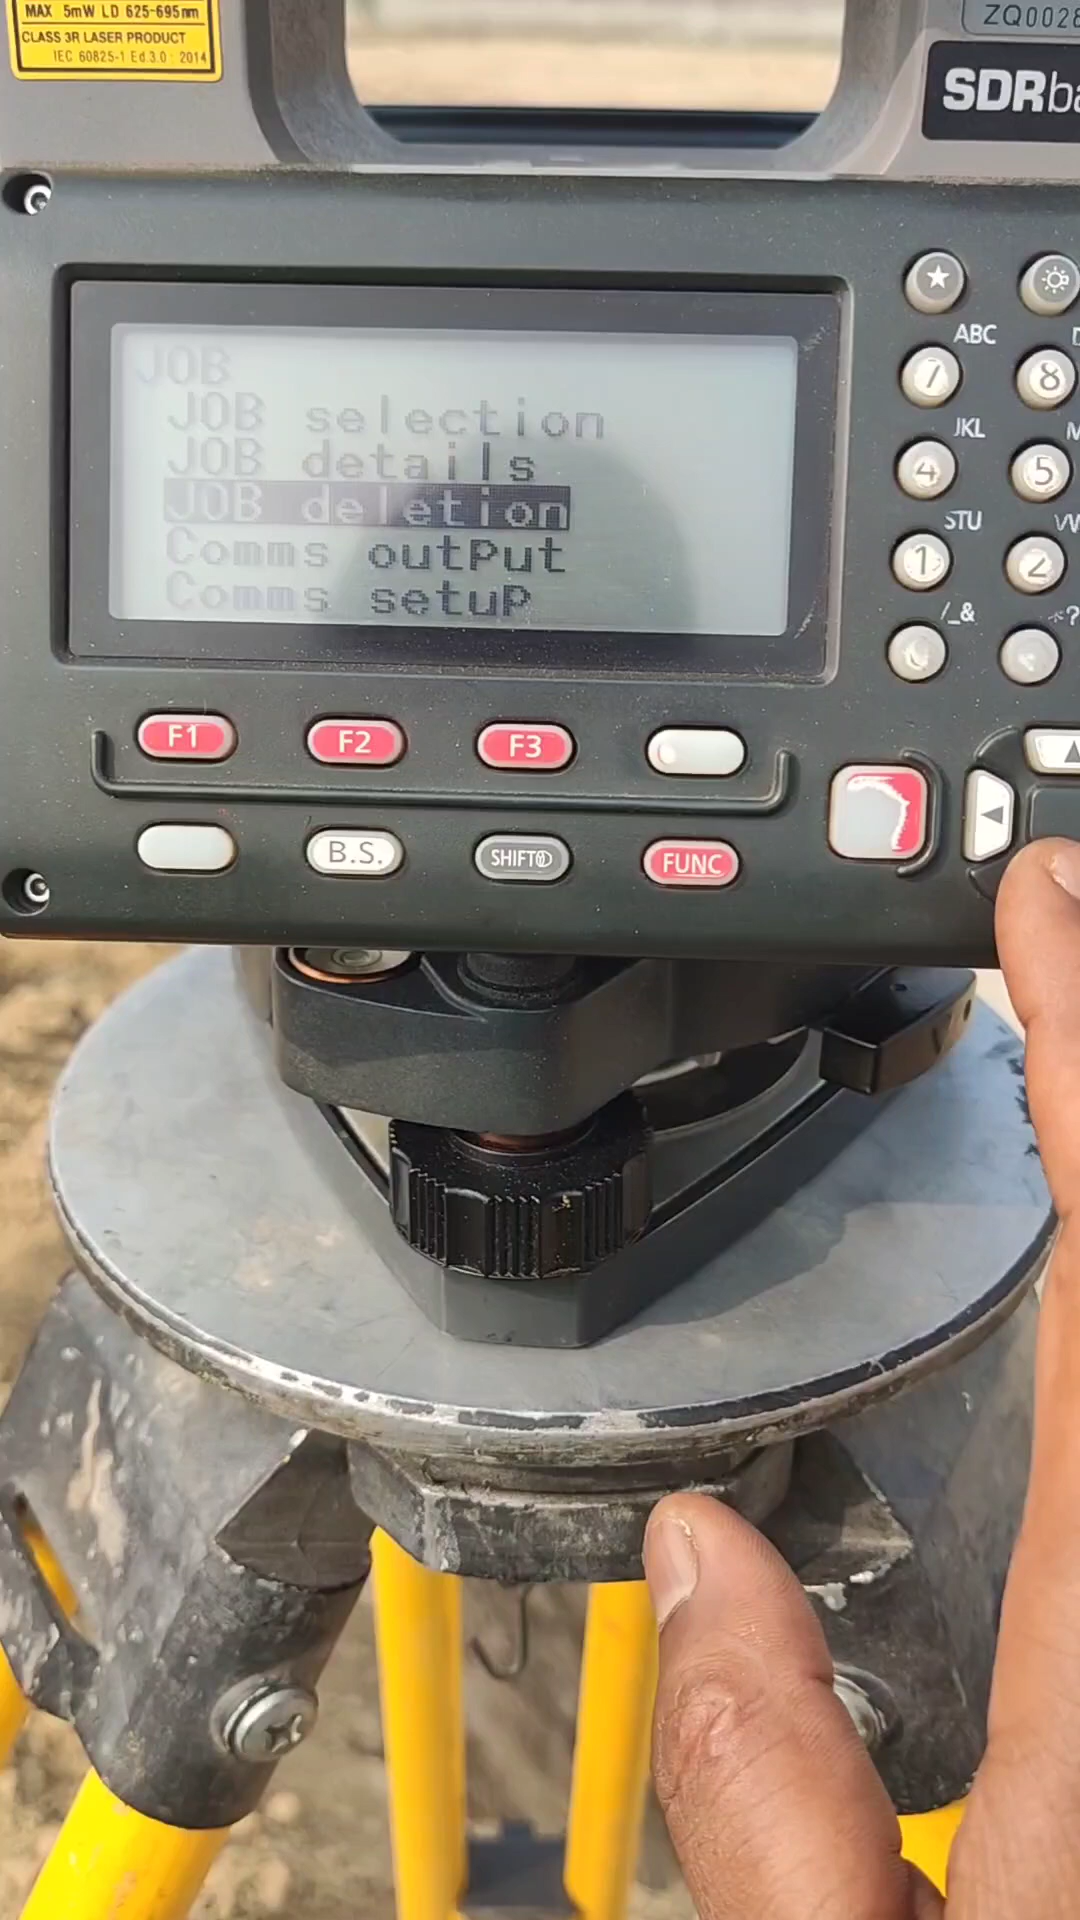 MAX 5mW LD 625-695nm
CLASS 3R LASER PRODUCT
IEC 60825-1 Ed.3.0 : 2014
ZQ0028
SDRba
JOB
JOB selection
JOB details
JOB deletion
Comms output
Comms setup
★
ABC
7
8
JKL
4
5
STU
1
2
/_&
F1
F2
F3
B.S.
SHIFT
FUNC